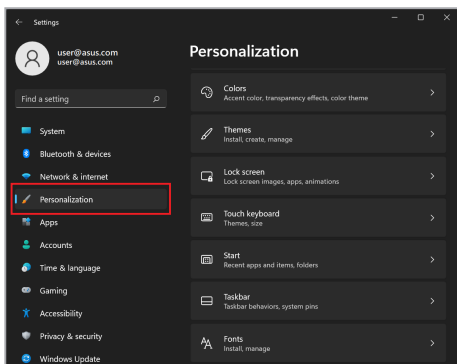 Settings
user@asus.com
user@asus.com
Find a setting
System
Bluetooth & devices
Network & internet
Personalization
Apps
Accounts
Time & language
Gaming
Accessibility
Privacy & security
Windows Update
Personalization
Colors
Accent color, transparency effects, color theme
Themes
Install, create, manage
Lock screen
Lock screen images, apps, animations
Touch keyboard
Themes, size
Start
Recent apps and items, folders
Taskbar
Taskbar behaviors, system pins
Fonts
Install, manage